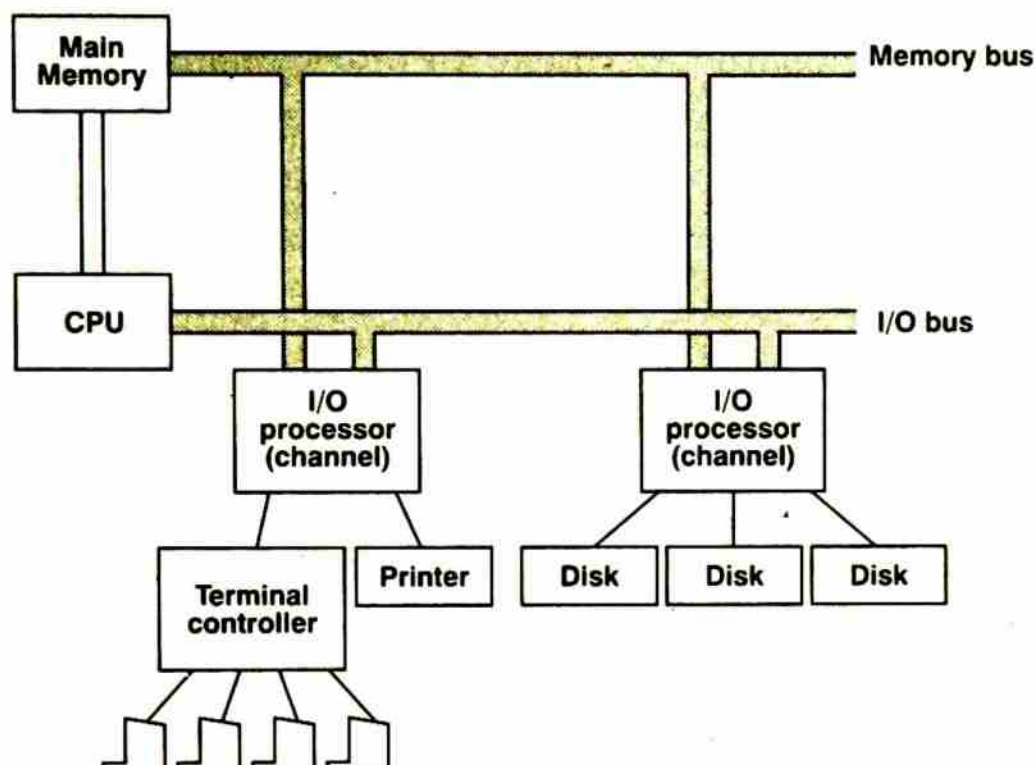 Main
Memory
Memory bus
CPU
I/O bus
I/O
processor
(channel)
I/O
processor
(channel)
Terminal
controller
Printer
Disk
Disk
Disk